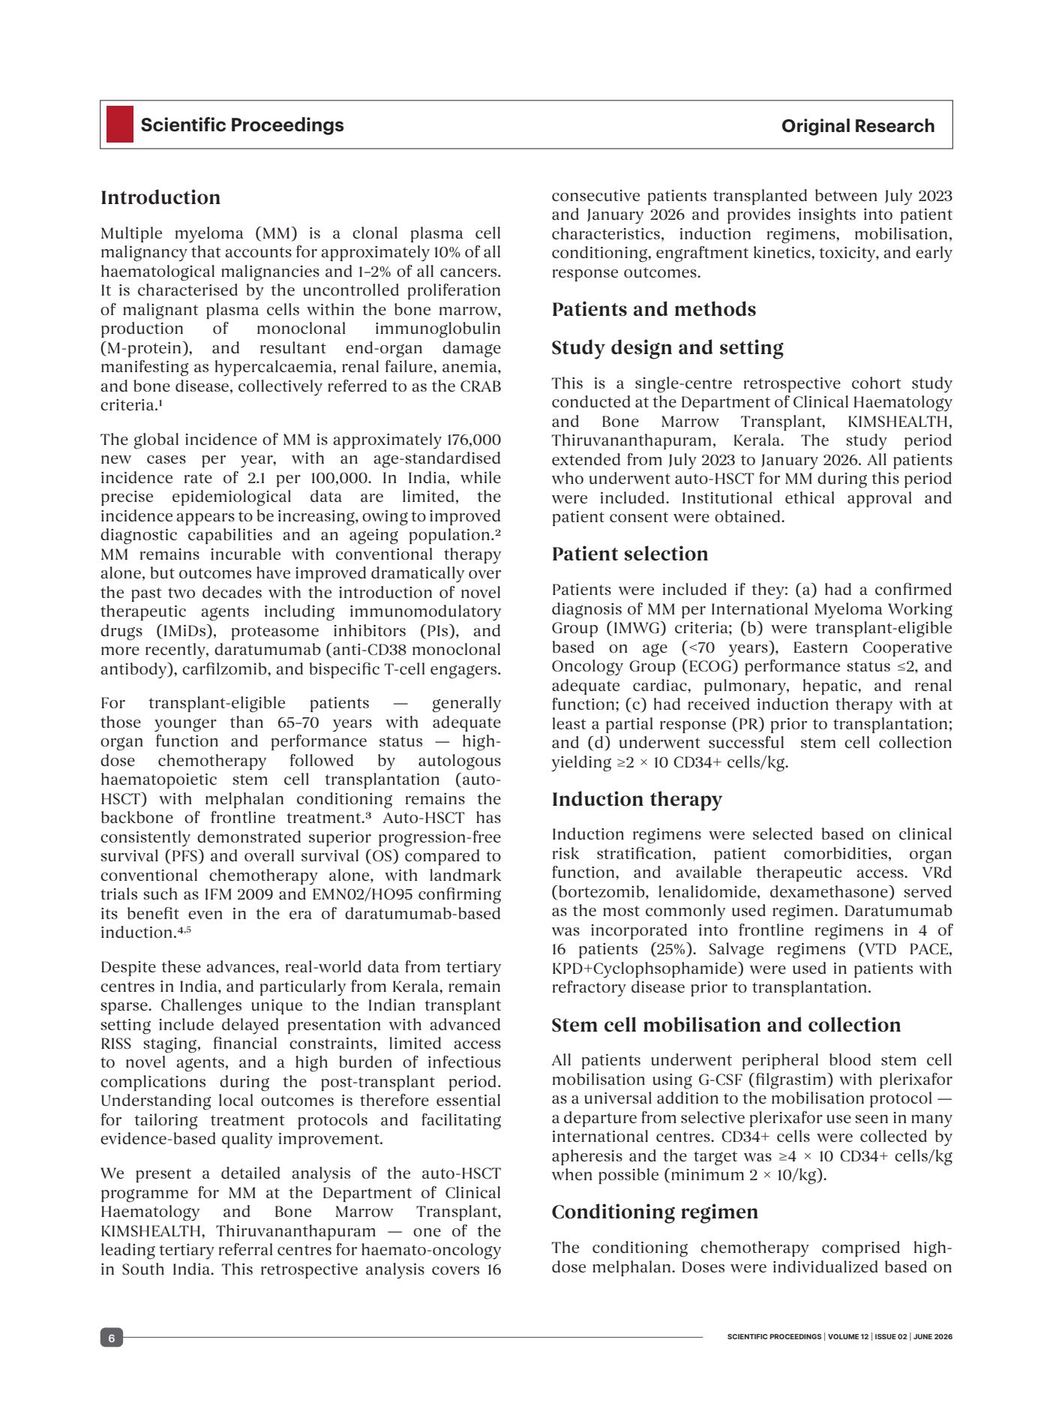 Scientific Proceedings
Original Research
Introduction
Multiple myeloma (MM) is a clonal plasma cell
malignancy that accounts for approximately 10% of all
haematological malignancies and 1–2% of all cancers.
It is characterised by the uncontrolled proliferation
of malignant plasma cells within the bone marrow,
production of monoclonal immunoglobulin
(M-protein), and resultant end-organ damage
manifesting as hypercalcaemia, renal failure, anemia,
and bone disease, collectively referred to as the CRAB
criteria.¹
The global incidence of MM is approximately 176,000
new cases per year, with an age-standardised
incidence rate of 2.1 per 100,000. In India, while
precise epidemiological data are limited, the
incidence appears to be increasing, owing to improved
diagnostic capabilities and an ageing population.²
MM remains incurable with conventional therapy
alone, but outcomes have improved dramatically over
the past two decades with the introduction of novel
therapeutic agents including immunomodulatory
drugs (IMiDs), proteasome inhibitors (PIs), and
more recently, daratumumab (anti-CD38 monoclonal
antibody), carfilzomib, and bispecific T-cell engagers.
For transplant-eligible patients — generally
those younger than 65–70 years with adequate
organ function and performance status — high-
dose chemotherapy followed by autologous
haematopoietic stem cell transplantation (auto-
HSCT) with melphalan conditioning remains the
backbone of frontline treatment.³ Auto-HSCT has
consistently demonstrated superior progression-free
survival (PFS) and overall survival (OS) compared to
conventional chemotherapy alone, with landmark
trials such as IFM 2009 and EMN02/HO95 confirming
its benefit even in the era of daratumumab-based
induction.⁴,⁵
Despite these advances, real-world data from tertiary
centres in India, and particularly from Kerala, remain
sparse. Challenges unique to the Indian transplant
setting include delayed presentation with advanced
RISS staging, financial constraints, limited access
to novel agents, and a high burden of infectious
complications during the post-transplant period.
Understanding local outcomes is therefore essential
for tailoring treatment protocols and facilitating
evidence-based quality improvement.
We present a detailed analysis of the auto-HSCT
programme for MM at the Department of Clinical
Haematology and Bone Marrow Transplant,
KIMSHEALTH, Thiruvananthapuram — one of the
leading tertiary referral centres for haemato-oncology
in South India. This retrospective analysis covers 16
consecutive patients transplanted between July 2023
and January 2026 and provides insights into patient
characteristics, induction regimens, mobilisation,
conditioning, engraftment kinetics, toxicity, and early
response outcomes.
Patients and methods
Study design and setting
This is a single-centre retrospective cohort study
conducted at the Department of Clinical Haematology
and Bone Marrow Transplant, KIMSHEALTH,
Thiruvananthapuram, Kerala. The study period
extended from July 2023 to January 2026. All patients
who underwent auto-HSCT for MM during this period
were included. Institutional ethical approval and
patient consent were obtained.
Patient selection
Patients were included if they: (a) had a confirmed
diagnosis of MM per International Myeloma Working
Group (IMWG) criteria; (b) were transplant-eligible
based on age (<70 years), Eastern Cooperative
Oncology Group (ECOG) performance status ≤2, and
adequate cardiac, pulmonary, hepatic, and renal
function; (c) had received induction therapy with at
least a partial response (PR) prior to transplantation;
and (d) underwent successful stem cell collection
yielding ≥2 × 10 CD34+ cells/kg.
Induction therapy
Induction regimens were selected based on clinical
risk stratification, patient comorbidities, organ
function, and available therapeutic access. VRd
(bortezomib, lenalidomide, dexamethasone) served
as the most commonly used regimen. Daratumumab
was incorporated into frontline regimens in 4 of
16 patients (25%). Salvage regimens (VTD PACE,
KPD+Cyclophsophamide) were used in patients with
refractory disease prior to transplantation.
Stem cell mobilisation and collection
All patients underwent peripheral blood stem cell
mobilisation using G-CSF (filgrastim) with plerixafor
as a universal addition to the mobilisation protocol —
a departure from selective plerixafor use seen in many
international centres. CD34+ cells were collected by
apheresis and the target was ≥4 × 10 CD34+ cells/kg
when possible (minimum 2 × 10/kg).
Conditioning regimen
The conditioning chemotherapy comprised high-
dose melphalan. Doses were individualized based on
6
SCIENTIFIC PROCEEDINGS | VOLUME 12 | ISSUE 02 | JUNE 2026